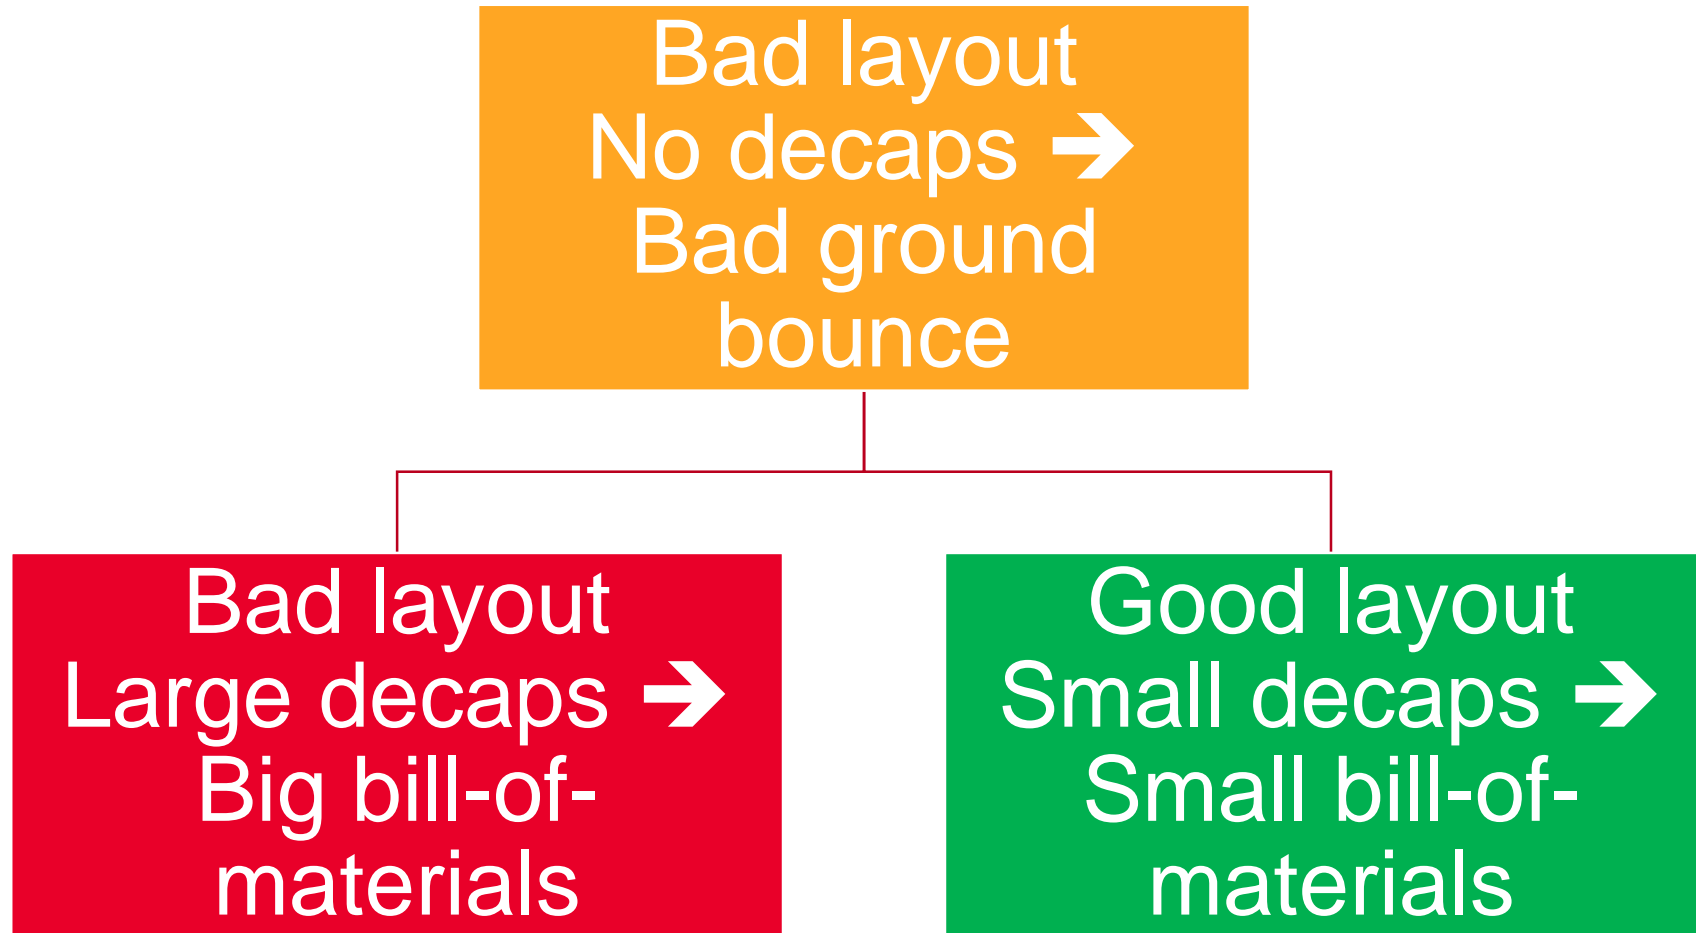 Bad layout
No decaps ➔
Bad ground
bounce
Bad layout
Large decaps ➔
Big bill-of-
materials
Good layout
Small decaps ➔
Small bill-of-
materials